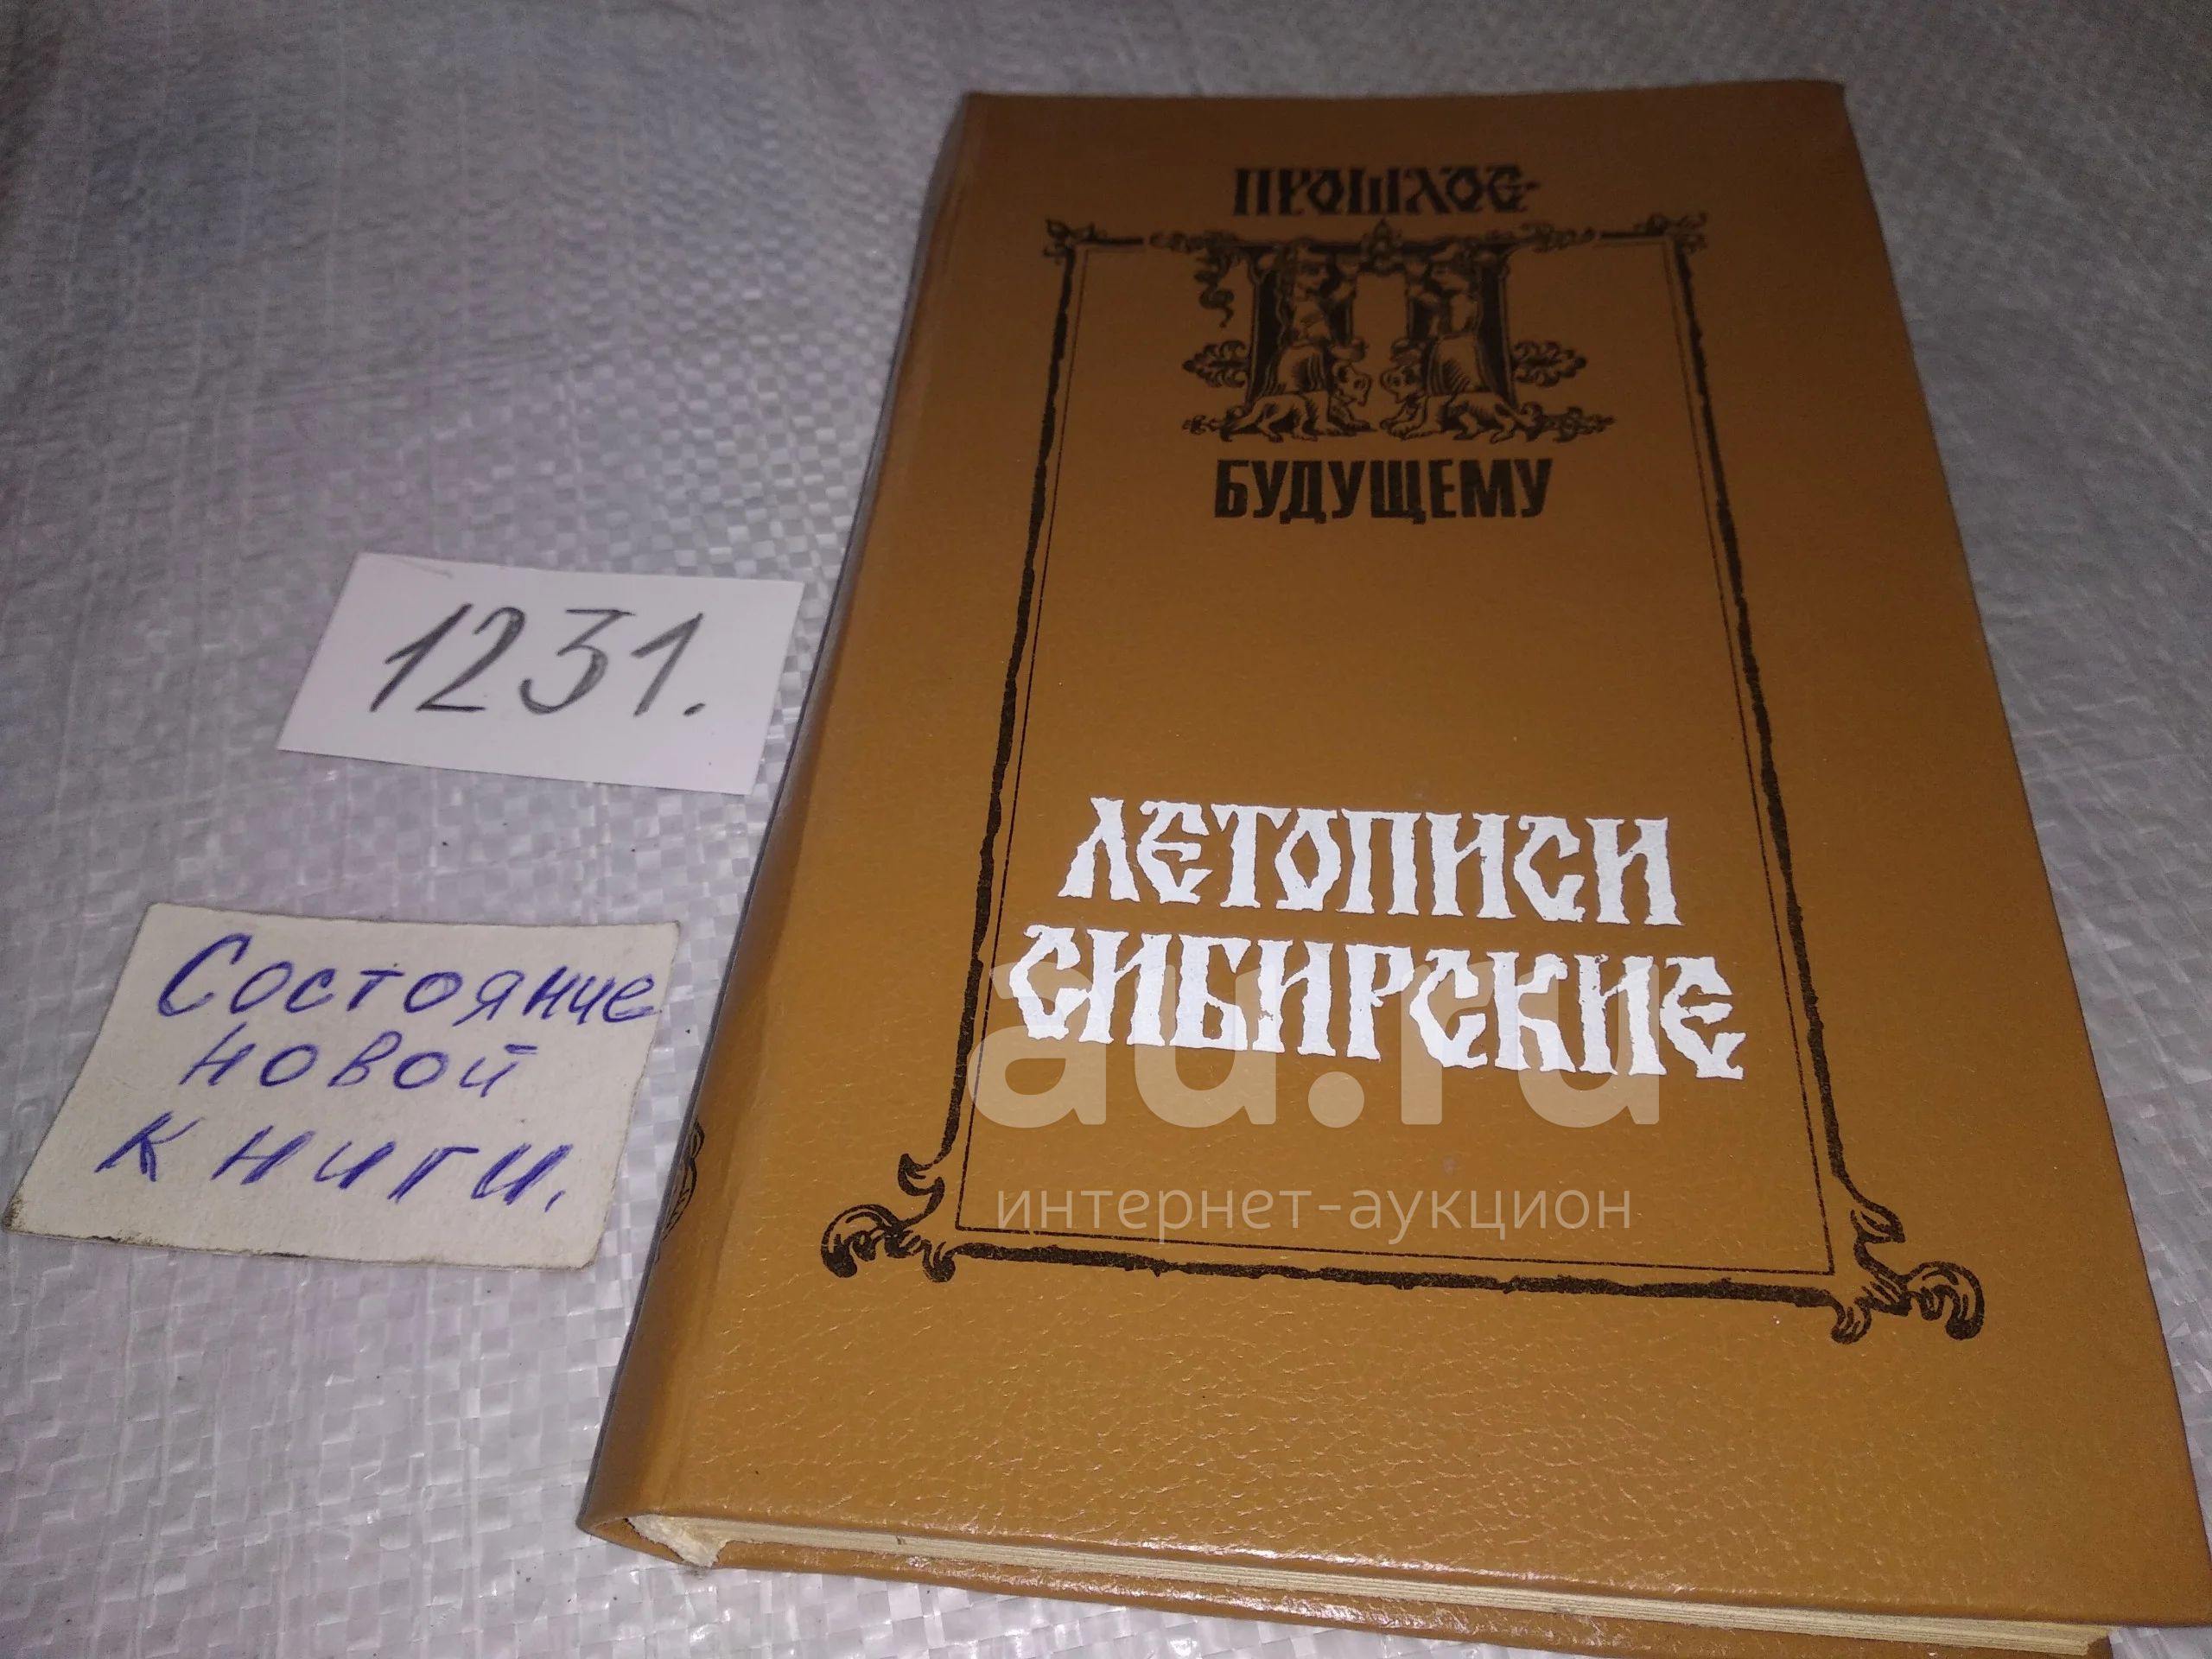 ПРОШЛОЕ
БУДУЩЕМУ
1231.
ЛЕТОПИСИ
СИБИРСКИЕ
Состояние
новой
книги.
au.ru
интернет-аукцион